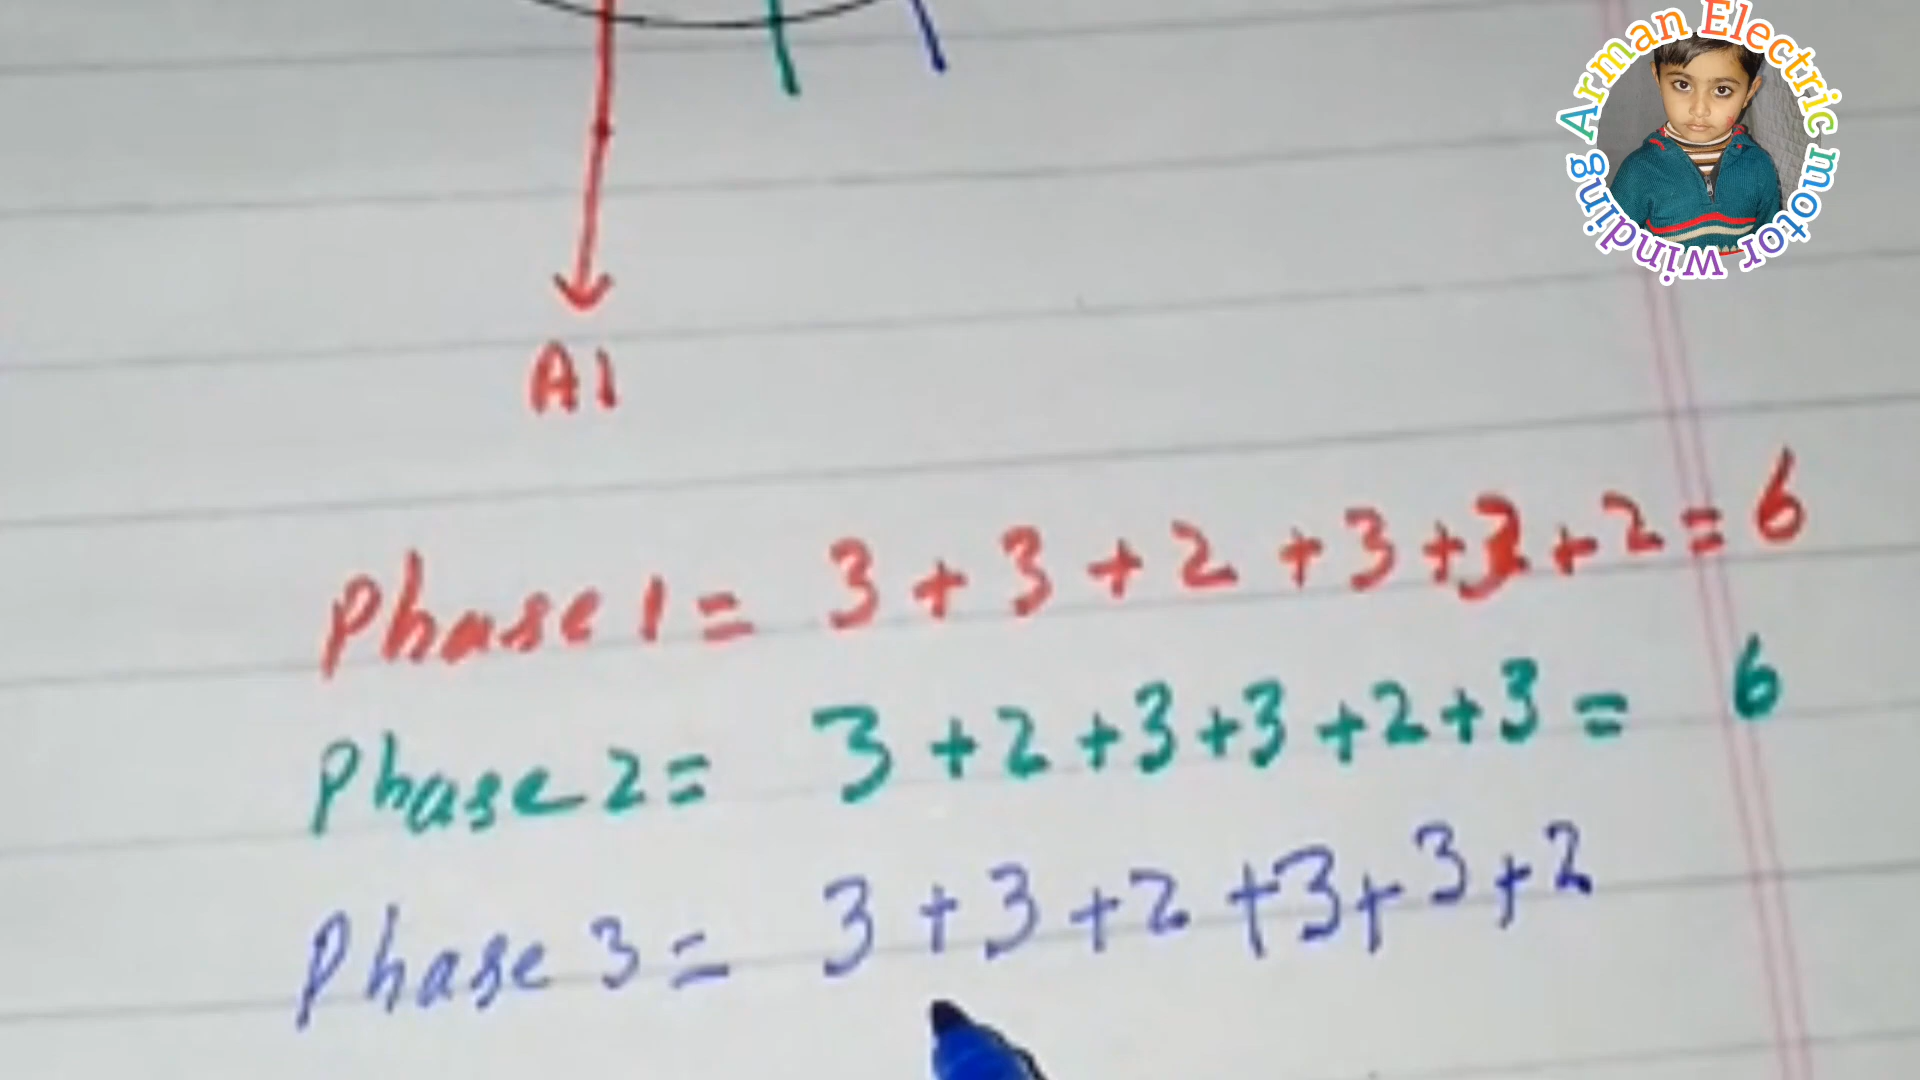 Arman Electric motor winding
A1
Phase 1 = 3 + 3 + 2 + 3 + 3 + 2 = 6
Phase 2 = 3 + 2 + 3 + 3 + 2 + 3 = 6
Phase 3 = 3 + 3 + 2 + 3 + 3 + 2